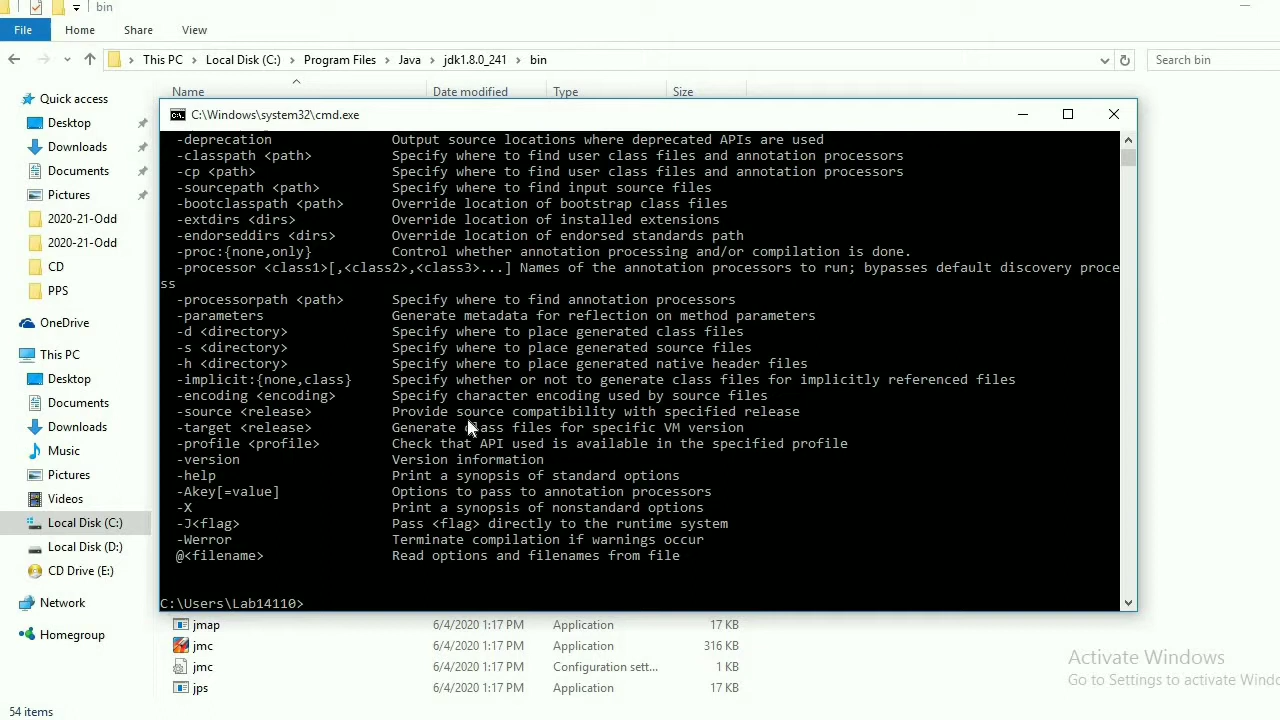 bin
File Home Share View
This PC Local Disk (C:) Program Files Java jdk1.8.0_241 bin Search bin
Name Date modified Type Size
Quick access
Desktop
Downloads
Documents
Pictures
2020-21-Odd
2020-21-Odd
CD
PPS
OneDrive
This PC
Desktop
Documents
Downloads
Music
Pictures
Videos
Local Disk (C:)
Local Disk (D:)
CD Drive (E:)
Network
Homegroup
C:\Windows\system32\cmd.exe
-deprecation Output source locations where deprecated APIs are used
-classpath <path> Specify where to find user class files and annotation processors
-cp <path> Specify where to find user class files and annotation processors
-sourcepath <path> Specify where to find input source files
-bootclasspath <path> Override location of bootstrap class files
-extdirs <dirs> Override location of installed extensions
-endorseddirs <dirs> Override location of endorsed standards path
-proc:{none,only} Control whether annotation processing and/or compilation is done.
-processor <class1>[,<class2>,<class3>...] Names of the annotation processors to run; bypasses default discovery proce
ss
-processorpath <path> Specify where to find annotation processors
-parameters Generate metadata for reflection on method parameters
-d <directory> Specify where to place generated class files
-s <directory> Specify where to place generated source files
-h <directory> Specify where to place generated native header files
-implicit:{none,class} Specify whether or not to generate class files for implicitly referenced files
-encoding <encoding> Specify character encoding used by source files
-source <release> Provide source compatibility with specified release
-target <release> Generate class files for specific VM version
-profile <profile> Check that API used is available in the specified profile
-version Version information
-help Print a synopsis of standard options
-Akey[=value] Options to pass to annotation processors
-X Print a synopsis of nonstandard options
-J<flag> Pass <flag> directly to the runtime system
-Werror Terminate compilation if warnings occur
@<filename> Read options and filenames from file
C:\Users\Lab14110>
jmap 6/4/2020 1:17 PM Application 17 KB
jmc 6/4/2020 1:17 PM Application 316 KB
jmc 6/4/2020 1:17 PM Configuration sett... 1 KB
jps 6/4/2020 1:17 PM Application 17 KB
Activate Windows
Go to Settings to activate Windo
54 items